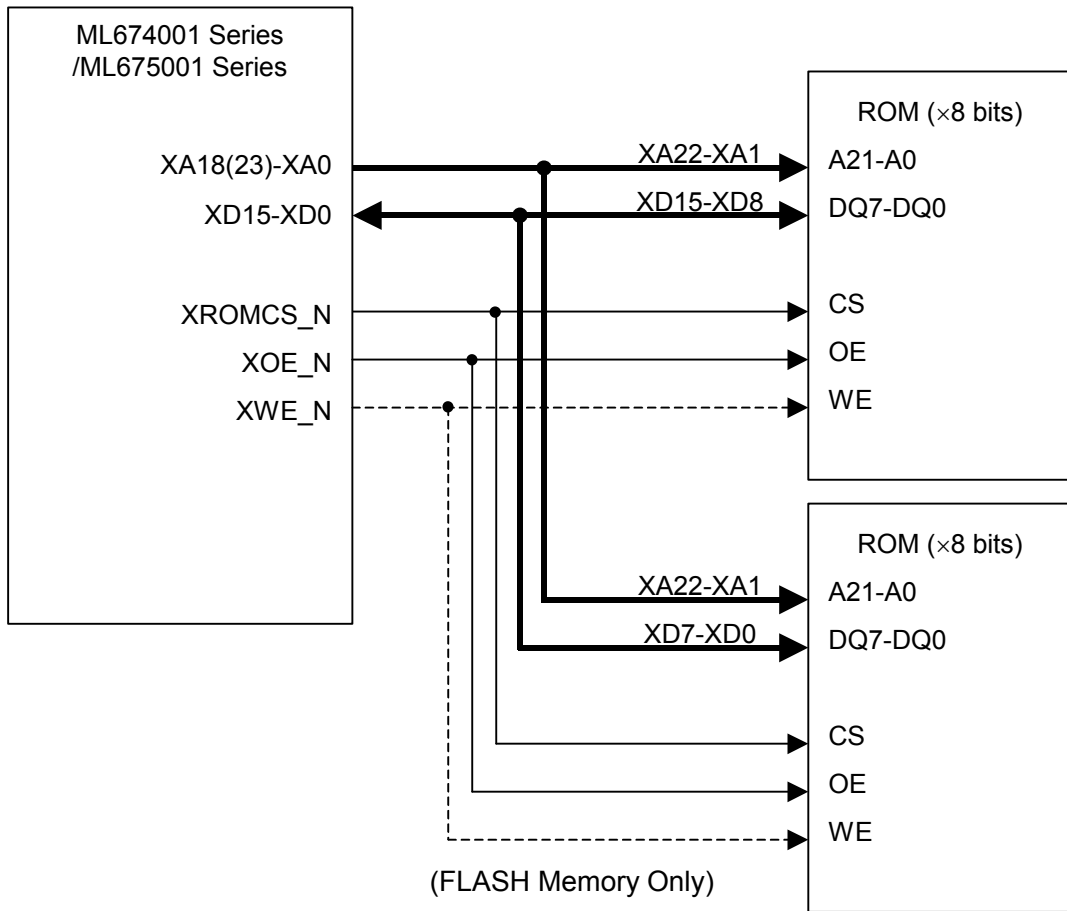 ML674001 Series
/ML675001 Series
XA18(23)-XA0
XD15-XD0
XROMCS_N
XOE_N
XWE_N
XA22-XA1
XD15-XD8
ROM (×8 bits)
A21-A0
DQ7-DQ0
CS
OE
WE
XA22-XA1
XD7-XD0
ROM (×8 bits)
A21-A0
DQ7-DQ0
CS
OE
WE
(FLASH Memory Only)